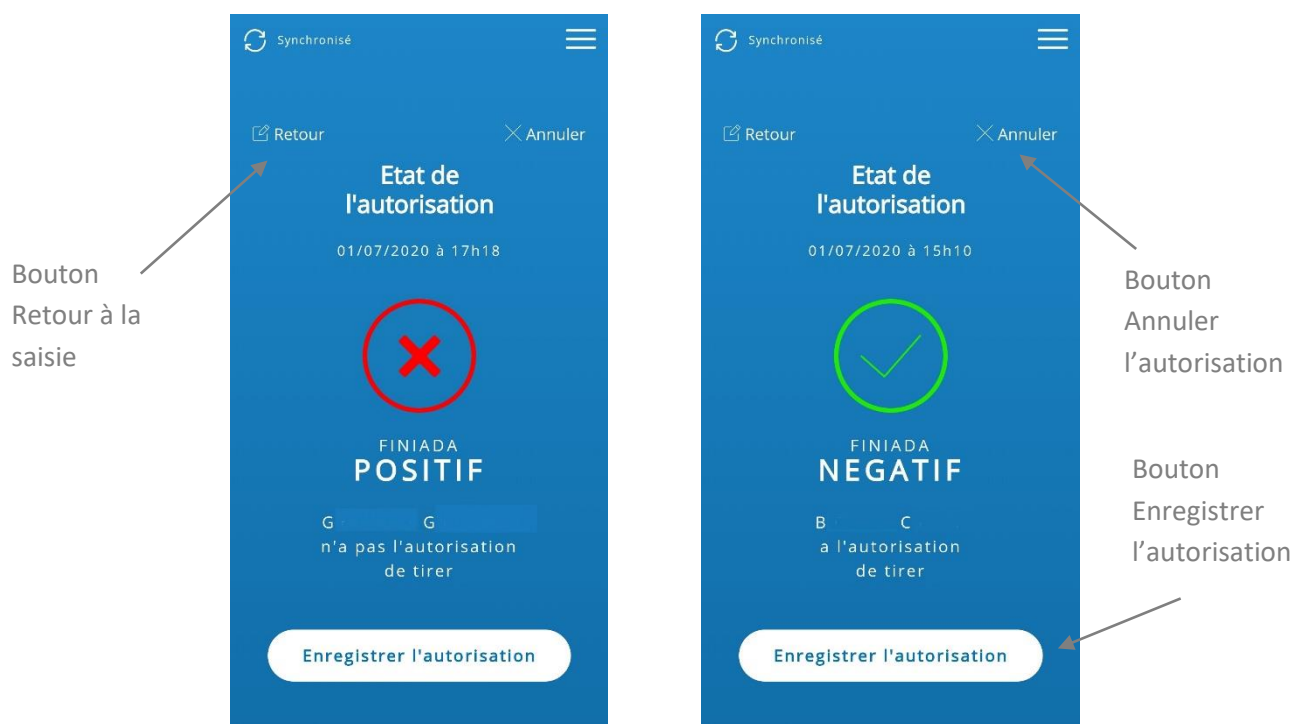 Synchronisé
Retour
Annuler
Etat de
l'autorisation
01/07/2020 à 17h18
FINIADA
POSITIF
G G
n'a pas l'autorisation
de tirer
Enregistrer l'autorisation
Bouton
Retour à la
saisie
Synchronisé
Retour
Annuler
Etat de
l'autorisation
01/07/2020 à 15h10
FINIADA
NEGATIF
B C
a l'autorisation
de tirer
Enregistrer l'autorisation
Bouton
Annuler
l’autorisation
Bouton
Enregistrer
l’autorisation